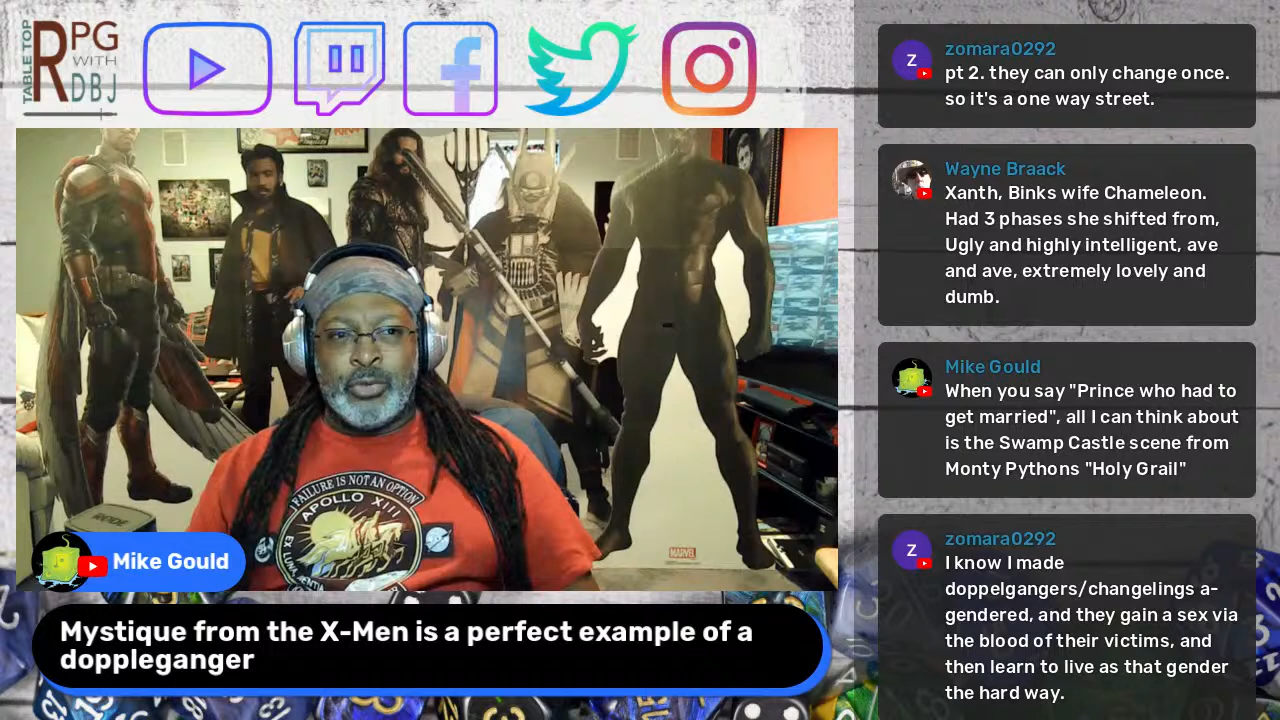 TABLE TOP
RPG
WITH
DBJ
zomara0292
pt 2. they can only change once.
so it's a one way street.
Wayne Braack
Xanth, Binks wife Chameleon.
Had 3 phases she shifted from,
Ugly and highly intelligent, ave
and ave, extremely lovely and
dumb.
Mike Gould
When you say "Prince who had to
get married", all I can think about
is the Swamp Castle scene from
Monty Pythons "Holy Grail"
Z
zomara0292
I know I made
doppelgangers/changelings a-
gendered, and they gain a sex via
the blood of their victims, and
then learn to live as that gender
the hard way.
Z
FAILURE IS NOT AN OPTION
APOLLO XIII
MARVEL
RODE
Mike Gould
Mystique from the X-Men is a perfect example of a
doppleganger